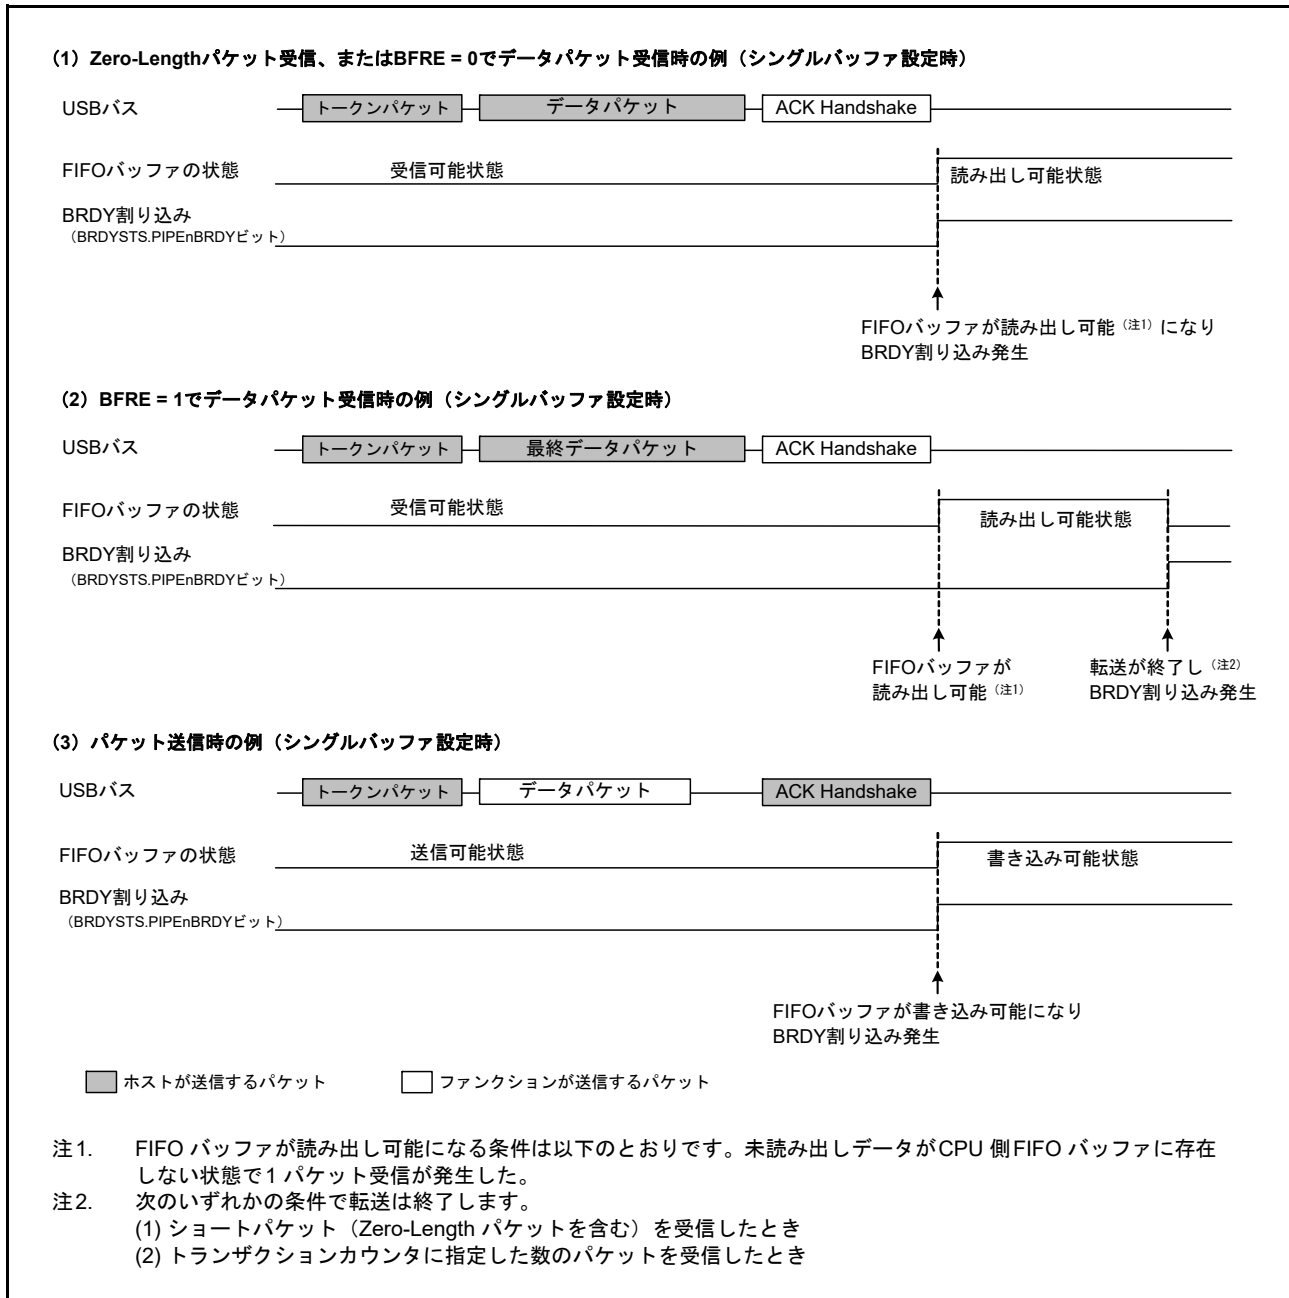 (1) Zero-Lengthパケット受信、またはBFRE = 0でデータパケット受信時の例（シングルバッファ設定時）
USBバス
トークンパケット
データパケット
ACK Handshake
FIFOバッファの状態
受信可能状態
読み出し可能状態
BRDY割り込み
（BRDYSTS.PIPEnBRDYビット）
FIFOバッファが読み出し可能（注1）になり
BRDY割り込み発生
(2) BFRE = 1でデータパケット受信時の例（シングルバッファ設定時）
USBバス
トークンパケット
最終データパケット
ACK Handshake
FIFOバッファの状態
受信可能状態
読み出し可能状態
BRDY割り込み
（BRDYSTS.PIPEnBRDYビット）
FIFOバッファが
読み出し可能（注1）
転送が終了し（注2）
BRDY割り込み発生
(3) パケット送信時の例（シングルバッファ設定時）
USBバス
トークンパケット
データパケット
ACK Handshake
FIFOバッファの状態
送信可能状態
書き込み可能状態
BRDY割り込み
（BRDYSTS.PIPEnBRDYビット）
FIFOバッファが書き込み可能になり
BRDY割り込み発生
ホストが送信するパケット
ファンクションが送信するパケット
注1. FIFO バッファが読み出し可能になる条件は以下のとおりです。未読み出しデータがCPU 側FIFO バッファに存在
しない状態で1 パケット受信が発生した。
注2. 次のいずれかの条件で転送は終了します。
(1) ショートパケット（Zero-Length パケットを含む）を受信したとき
(2) トランザクションカウンタに指定した数のパケットを受信したとき